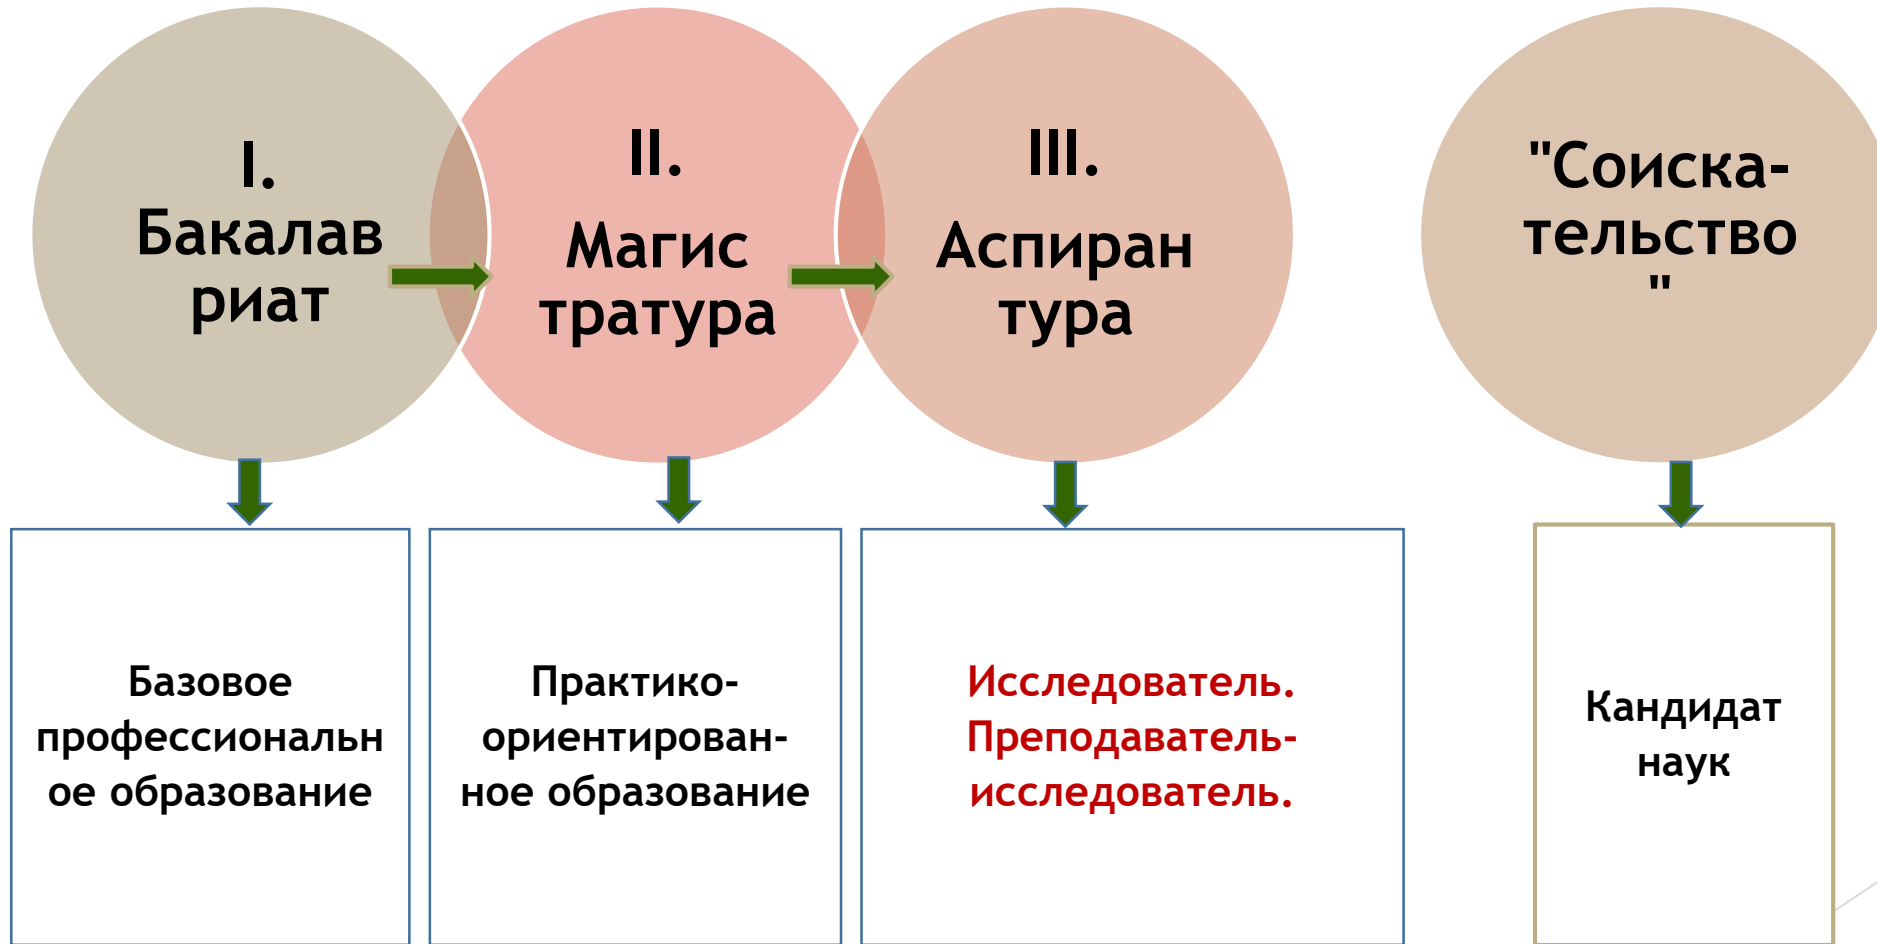 I.
Бакалав
риат
II.
Магис
тратура
III.
Аспиран
тура
"Соиска-
тельство
"
Базовое
профессиональн
ое образование
Практико-
ориентирован-
ное образование
Исследователь.
Преподаватель-
исследователь.
Кандидат
наук